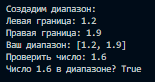 Создадим диапазон:
Левая граница: 1.2
Правая граница: 1.9
Ваш диапазон: [1.2, 1.9]
Проверить число: 1.6
Число 1.6 в диапазоне? True